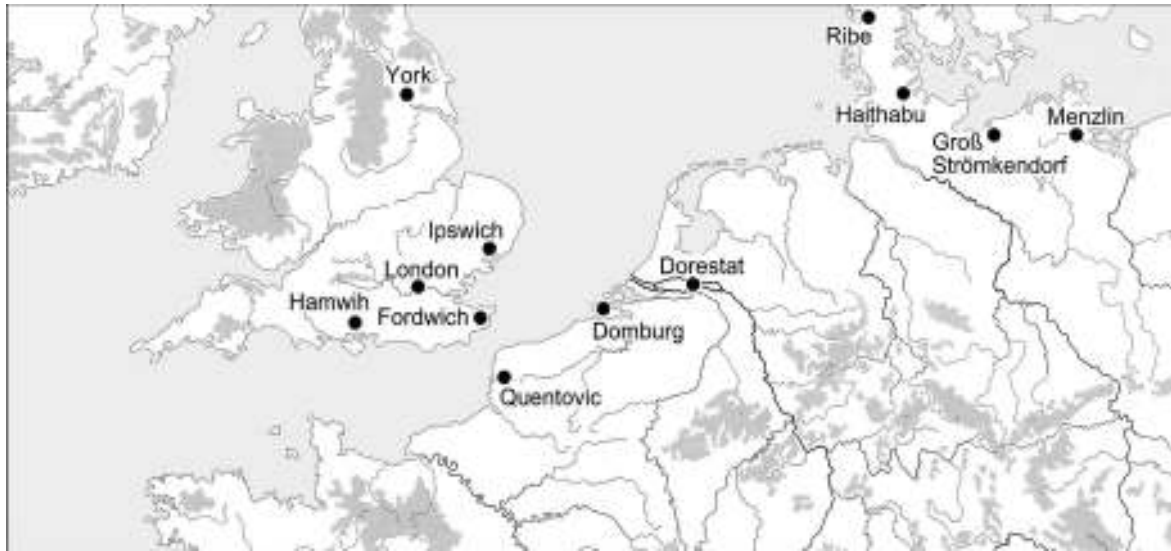 Ribe
York
Haithabu
Menzlin
Groß
Strömkendorf
Ipswich
London
Dorestat
Hamwih
Fordwich
Domburg
Quentovic